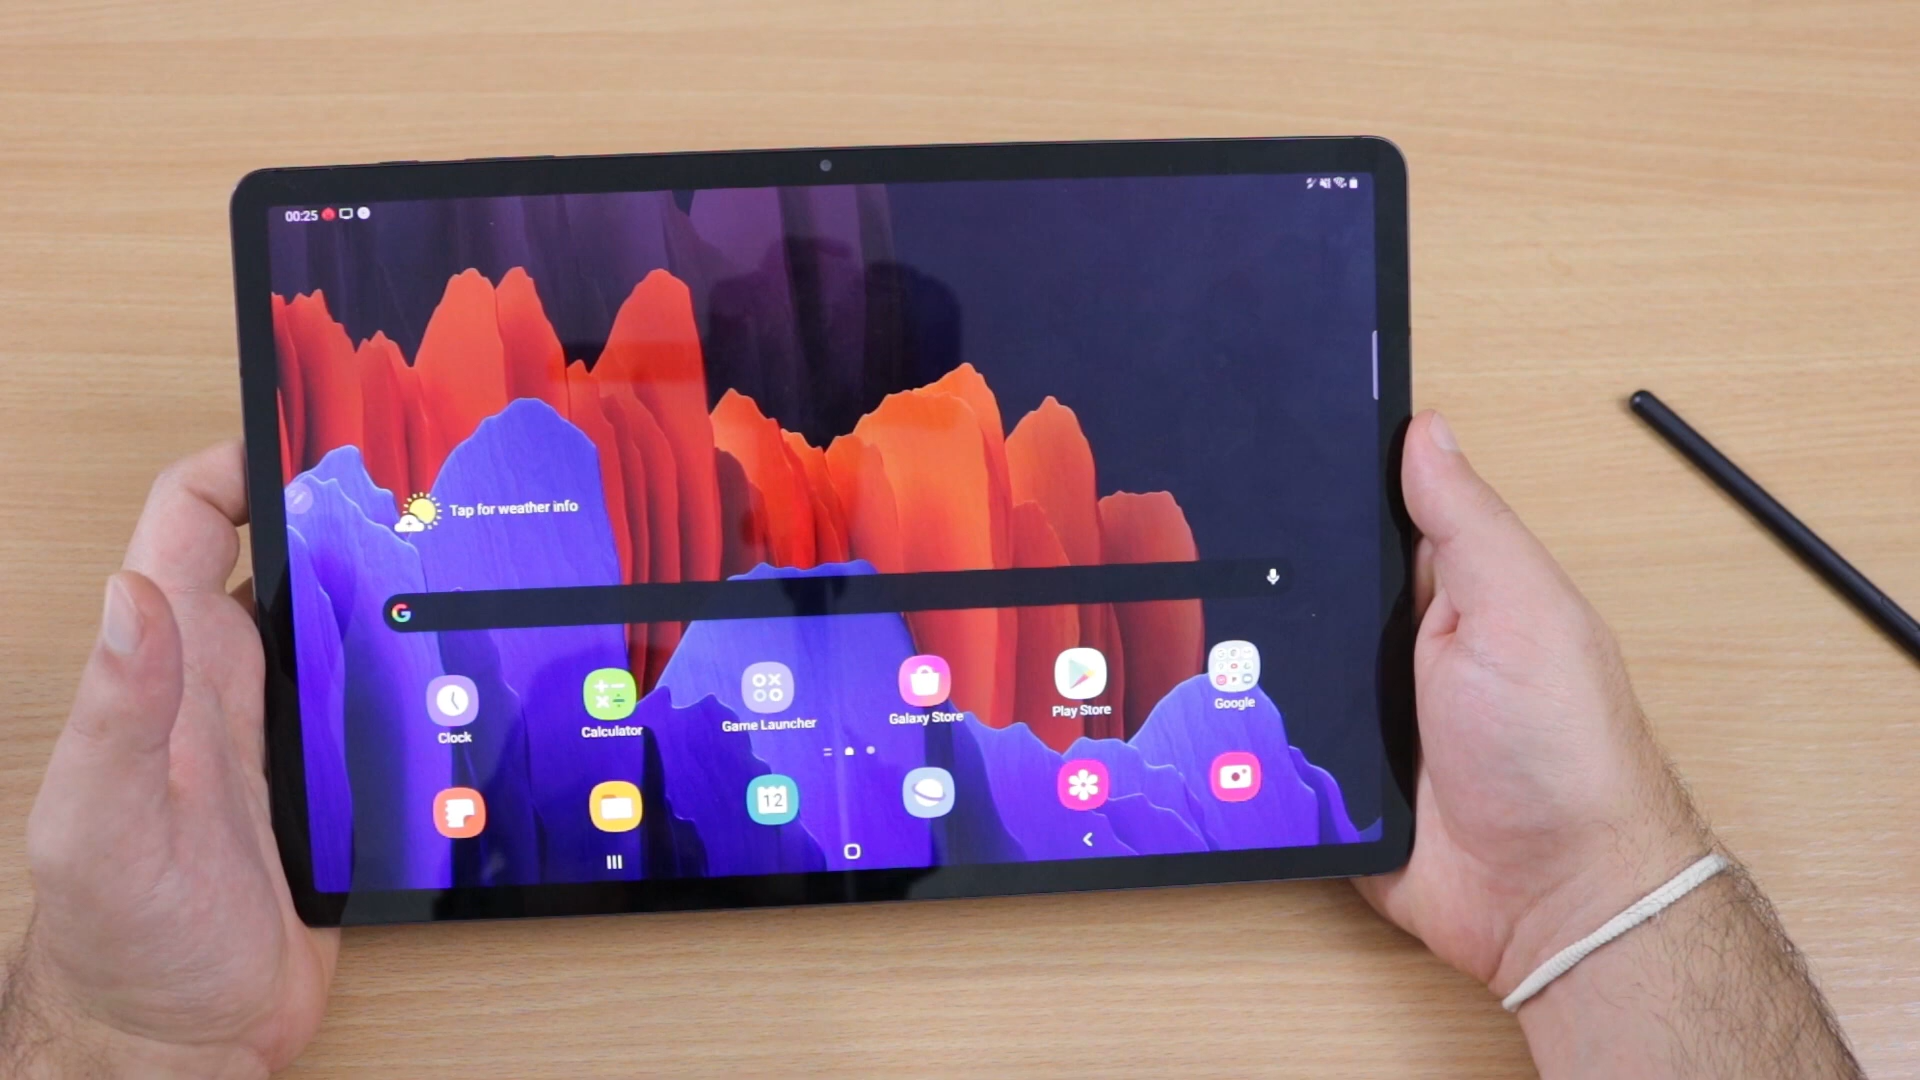 00:25
Tap for weather info
G
Clock
Calculator
Game Launcher
Galaxy Store
Play Store
Google
12